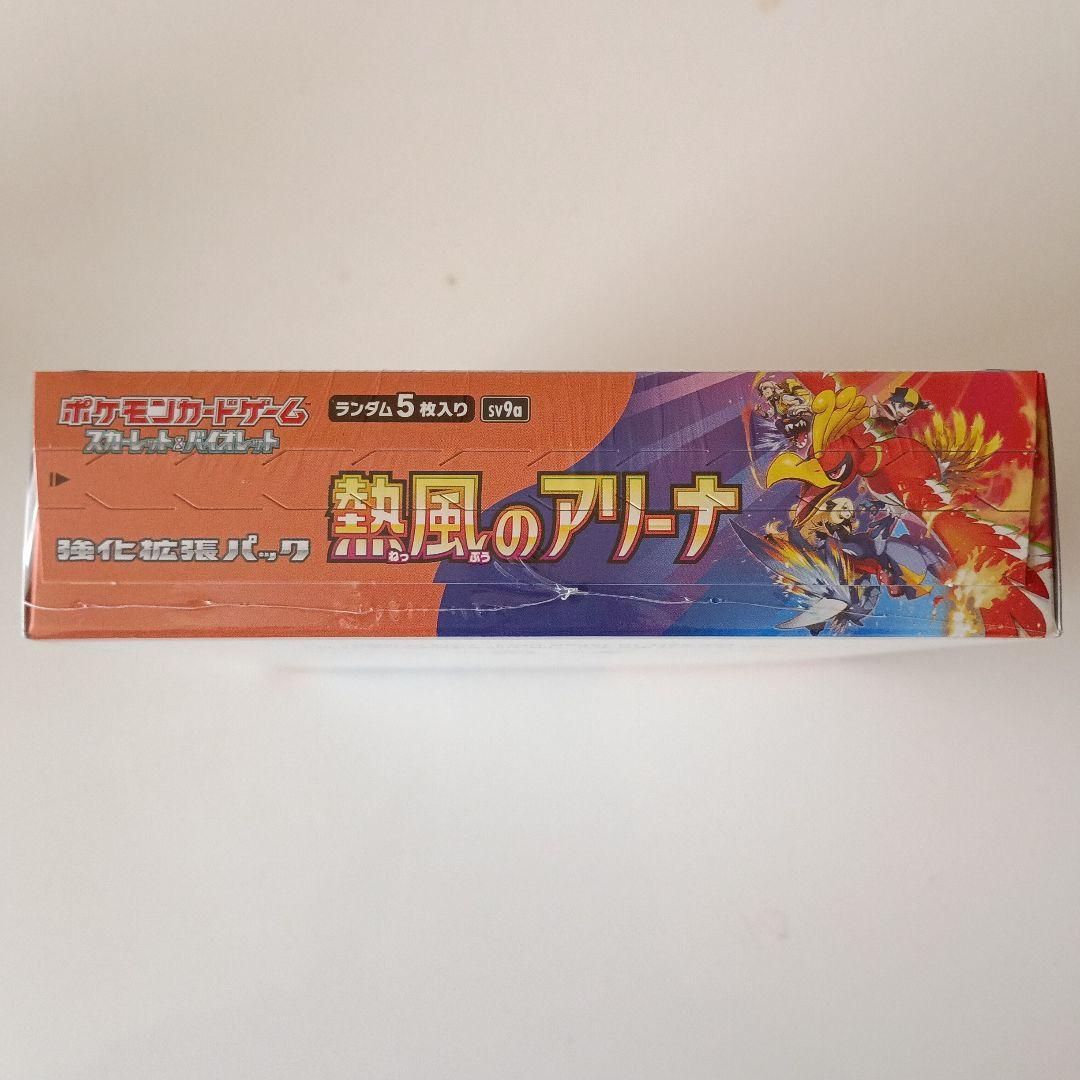 ポケモンカードゲーム
スカーレット&バイオレット
ランダム5枚入り
sv9a
強化拡張パック
熱風のアリーナ
ねっ ぷう